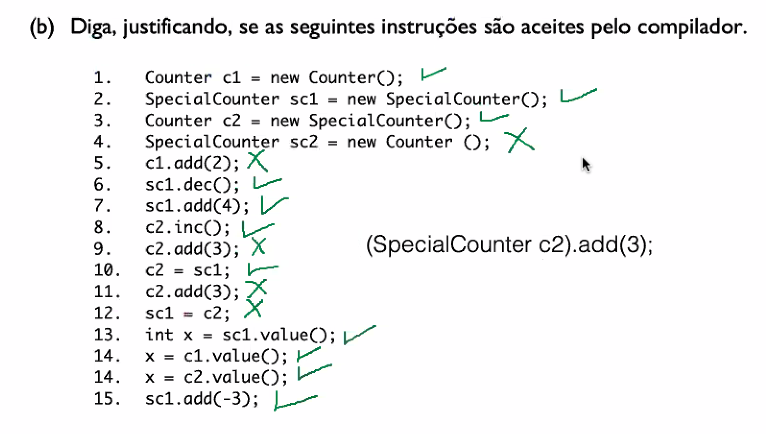 (b) Diga, justificando, se as seguintes instruções são aceites pelo compilador.
1. Counter c1 = new Counter(); ✓
2. SpecialCounter sc1 = new SpecialCounter(); ✓
3. Counter c2 = new SpecialCounter(); ✓
4. SpecialCounter sc2 = new Counter (); ✗
5. c1.add(2); ✗
6. sc1.dec(); ✓
7. sc1.add(4); ✓
8. c2.inc(); ✓
9. c2.add(3); ✗ (SpecialCounter c2).add(3);
10. c2 = sc1; ✓
11. c2.add(3); ✗
12. sc1 = c2; ✗
13. int x = sc1.value(); ✓
14. x = c1.value(); ✓
14. x = c2.value(); ✓
15. sc1.add(-3); ✓